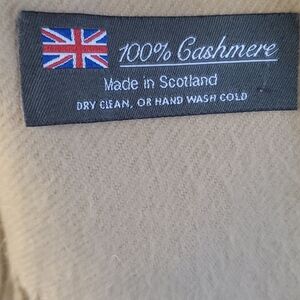 100% Cashmere
Made in Scotland
DRY CLEAN, OR HAND WASH COLD